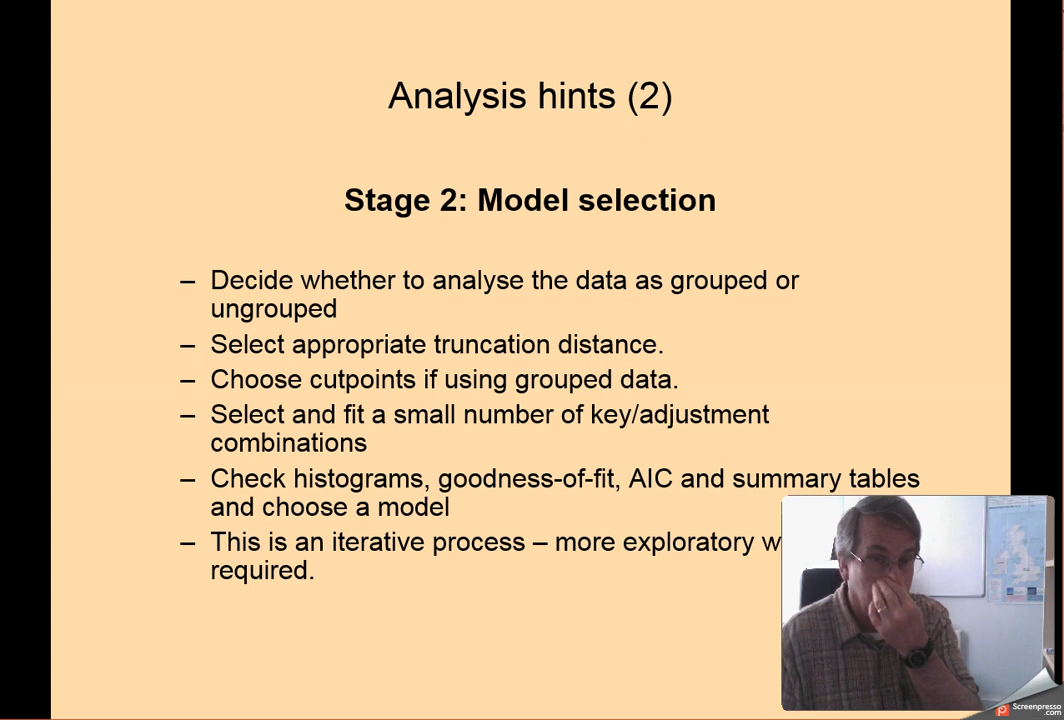 Analysis hints (2)
Stage 2: Model selection
– Decide whether to analyse the data as grouped or
ungrouped
– Select appropriate truncation distance.
– Choose cutpoints if using grouped data.
– Select and fit a small number of key/adjustment
combinations
– Check histograms, goodness-of-fit, AIC and summary tables
and choose a model
– This is an iterative process – more exploratory
required.
Screenpresso
.com